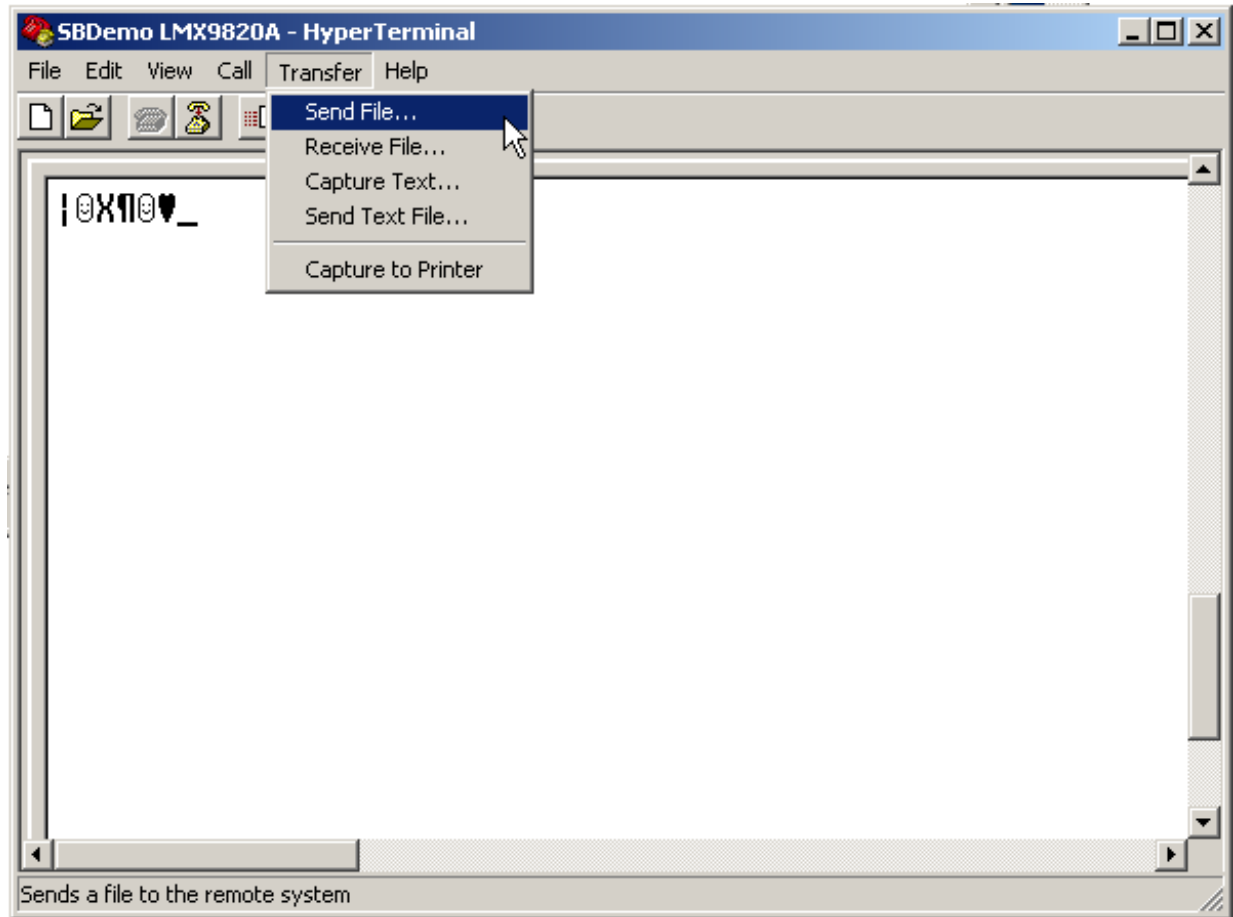 SBDemo LMX9820A - HyperTerminal
File Edit View Call Transfer Help
Send File...
Receive File...
Capture Text...
Send Text File...
Capture to Printer
¦☺X¶☺♥_
Sends a file to the remote system